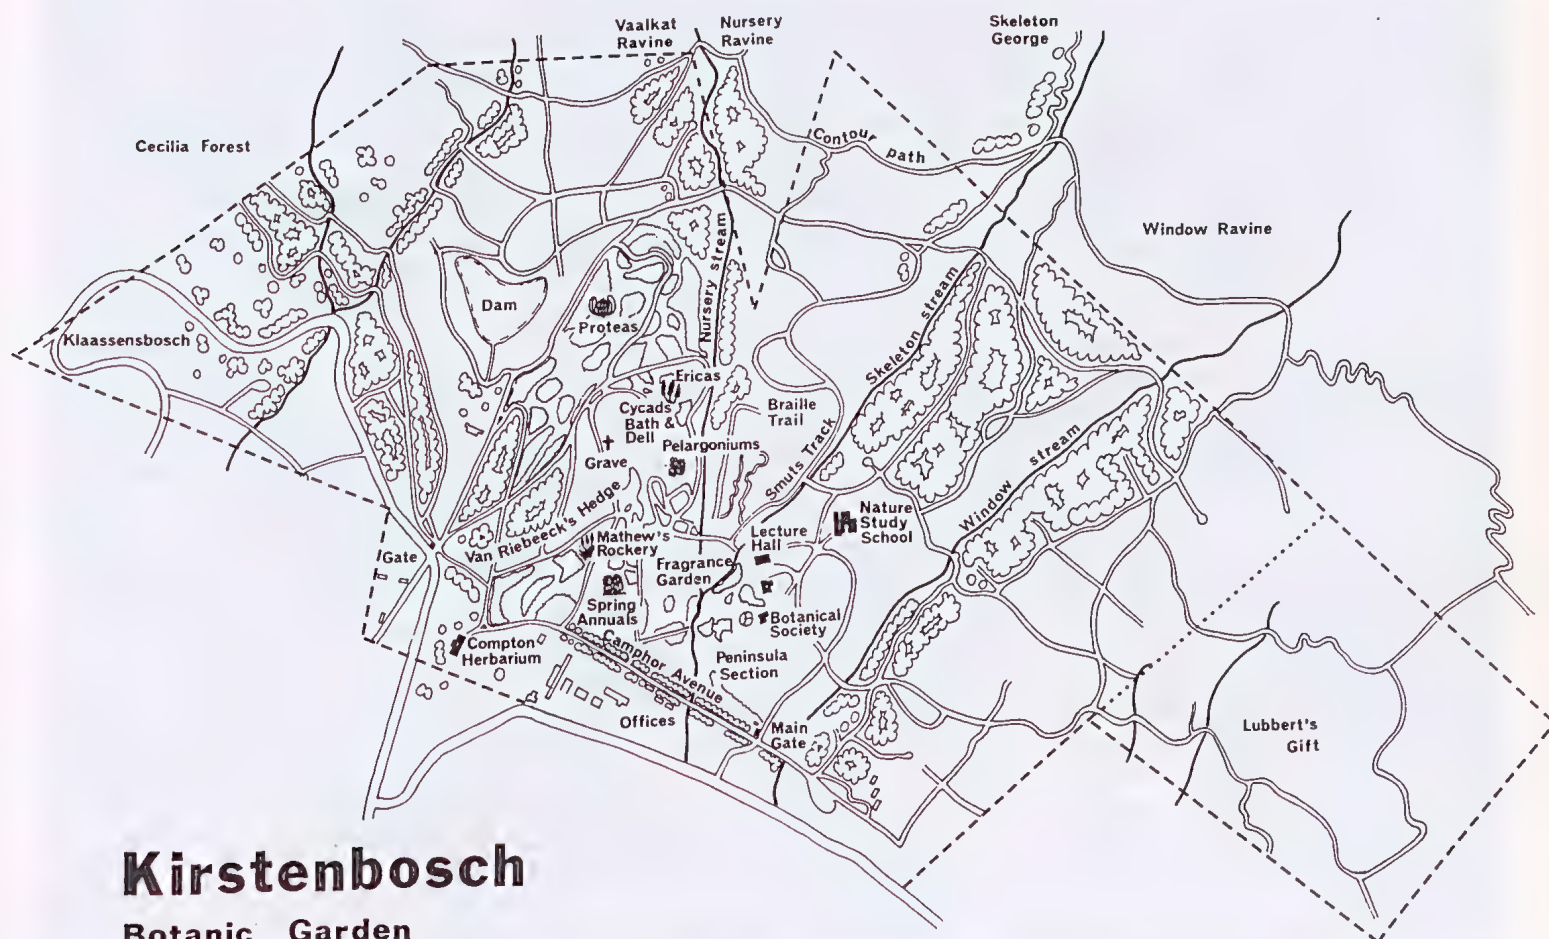 Vaalkat
Ravine
Nursery
Ravine
Skeleton
George
Cecilia Forest
Contour path
Window Ravine
Klaassensbosch
Dam
Proteas
Nursery stream
Skeleton stream
Ericas
Cycads
Bath &
Dell
Braille
Trail
Pelargoniums
Grave
Smuts Track
Window stream
Van Riebeeck's Hedge
Nature
Study
School
Gate
Mathew's
Rockery
Lecture
Hall
Fragrance
Garden
Spring
Annuals
Botanical
Society
Compton
Herbarium
Camphor Avenue
Peninsula
Section
Offices
Main
Gate
Lubbert's
Gift
Kirstenbosch
Botanic Garden